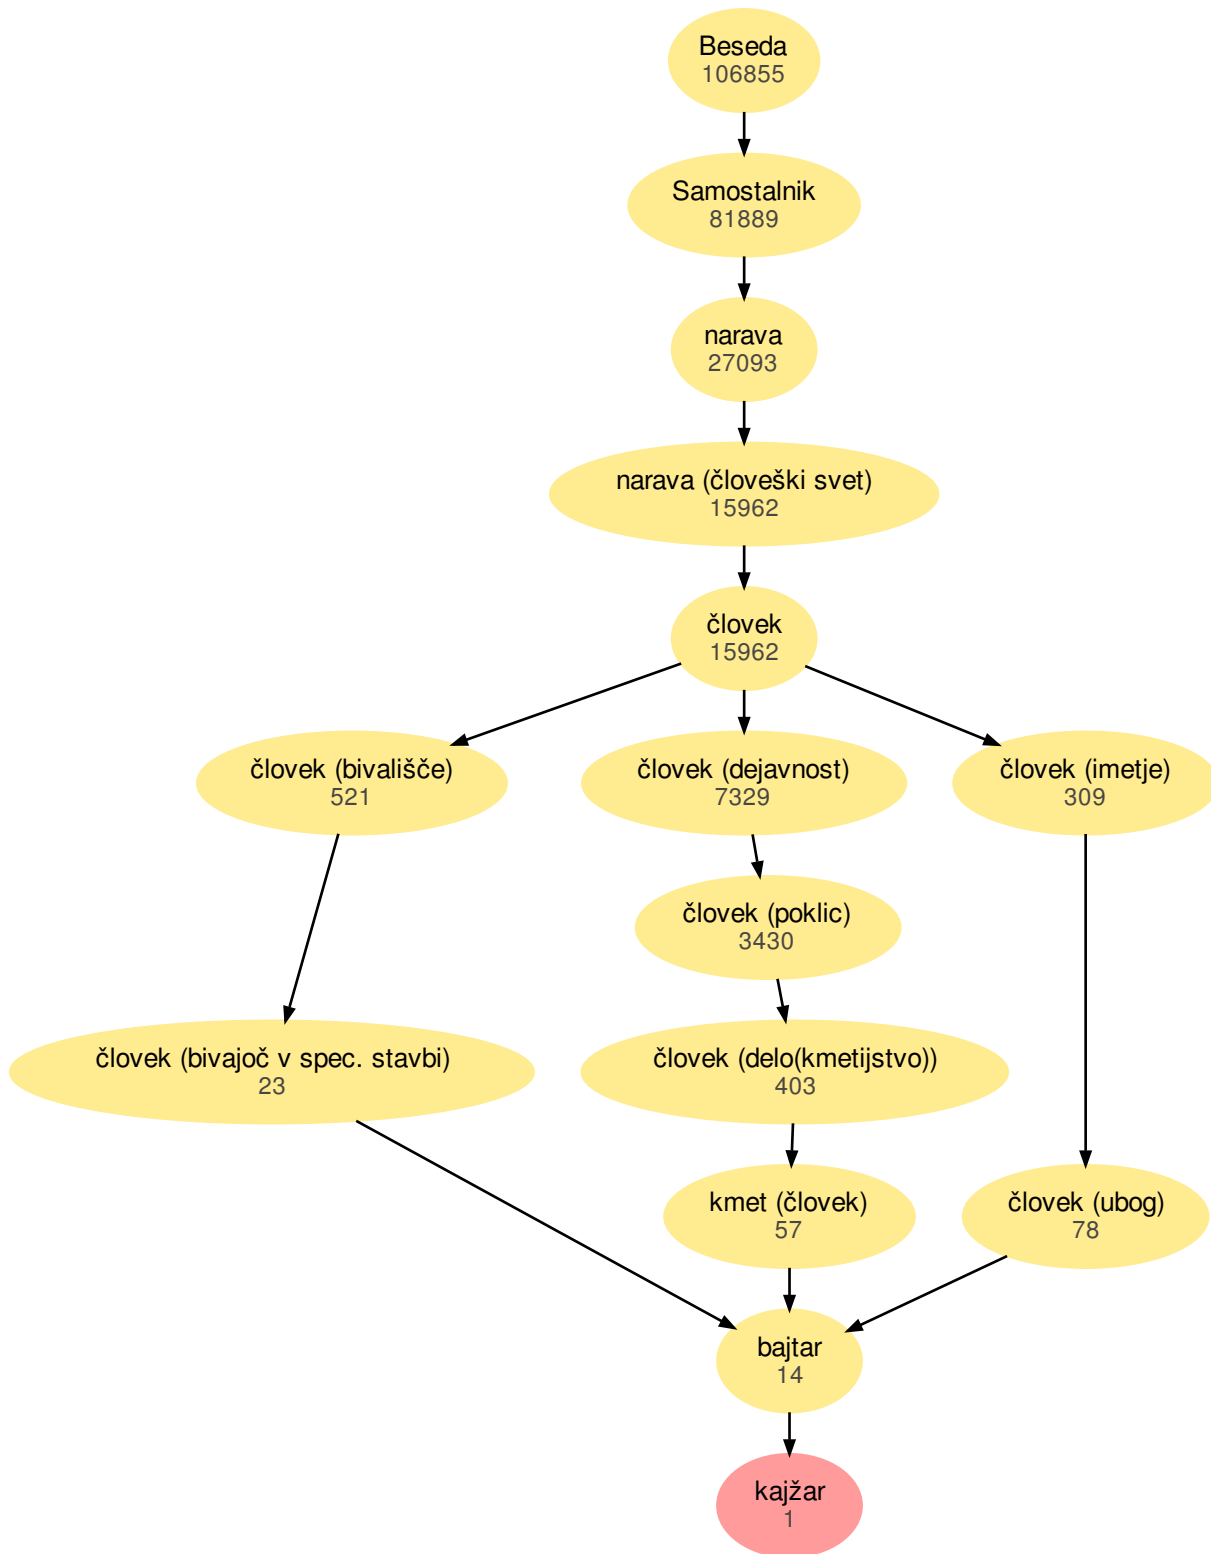 Beseda
106855
Samostalnik
81889
narava
27093
narava (človeški svet)
15962
človek
15962
človek (bivališče)
521
človek (dejavnost)
7329
človek (imetje)
309
človek (poklic)
3430
človek (bivajoč v spec. stavbi)
23
človek (delo(kmetijstvo))
403
kmet (človek)
57
človek (ubog)
78
bajtar
14
kajžar
1